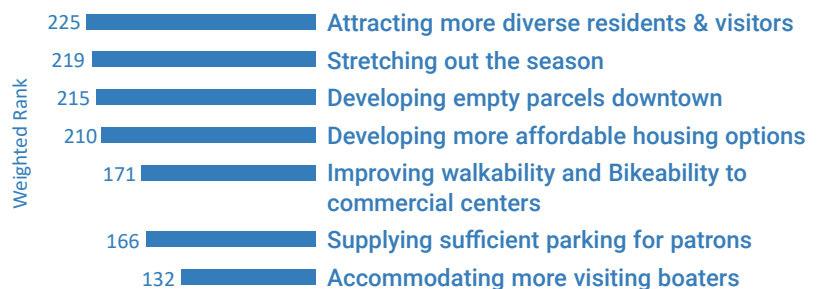 Weighted Rank
225 Attracting more diverse residents & visitors
219 Stretching out the season
215 Developing empty parcels downtown
210 Developing more affordable housing options
171 Improving walkability and Bikeability to
commercial centers
166 Supplying sufficient parking for patrons
132 Accommodating more visiting boaters